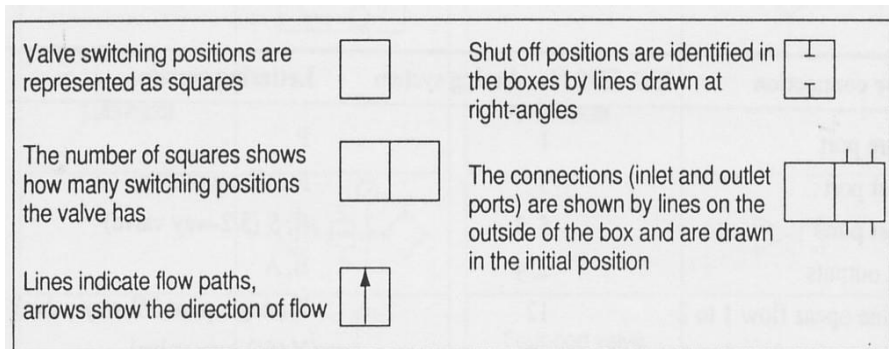 Valve switching positions are
represented as squares
The number of squares shows
how many switching positions
the valve has
Lines indicate flow paths,
arrows show the direction of flow
Shut off positions are identified in
the boxes by lines drawn at
right-angles
The connections (inlet and outlet
ports) are shown by lines on the
outside of the box and are drawn
in the initial position